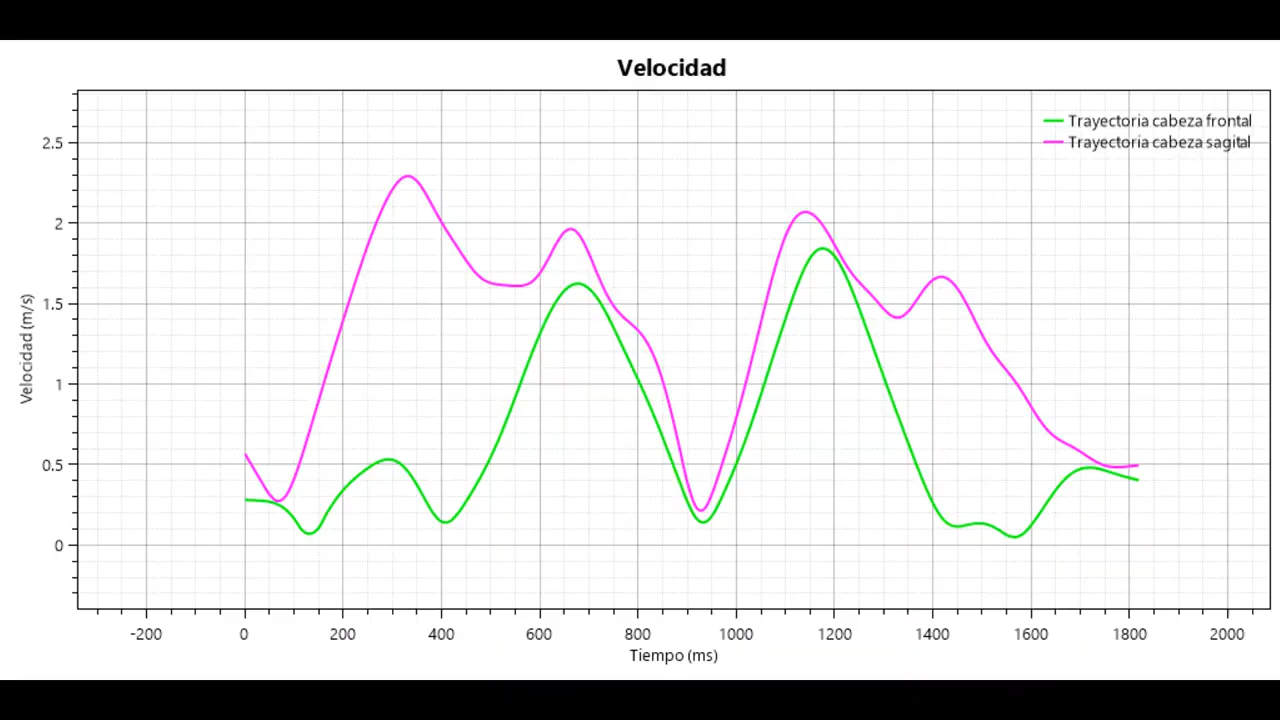 Velocidad
Trayectoria cabeza frontal
Trayectoria cabeza sagital
Velocidad (m/s)
2.5
2
1.5
1
0.5
0
-200 0 200 400 600 800 1000 1200 1400 1600 1800 2000
Tiempo (ms)